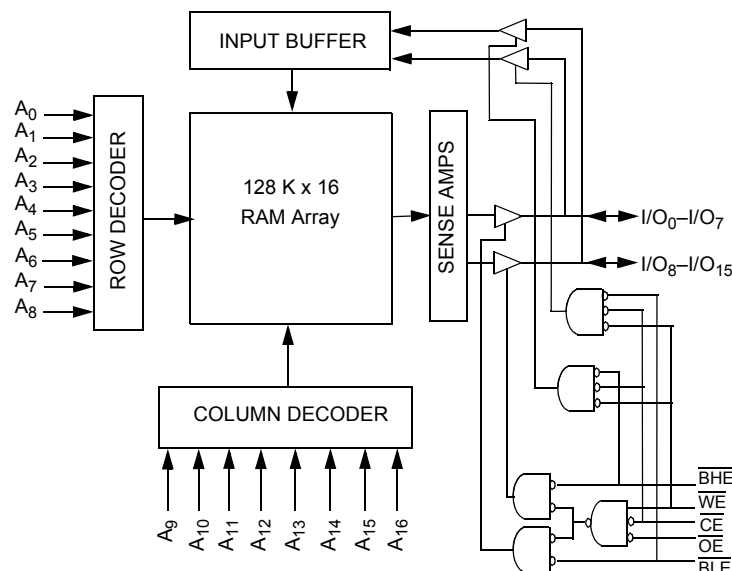 INPUT BUFFER
A0
A1
A2
A3
A4
A5
A6
A7
A8
ROW DECODER
128 K x 16
RAM Array
SENSE AMPS
I/O0–I/O7
I/O8–I/O15
COLUMN DECODER
A9
A10
A11
A12
A13
A14
A15
A16
BHE
WE
CE
OE
BLE